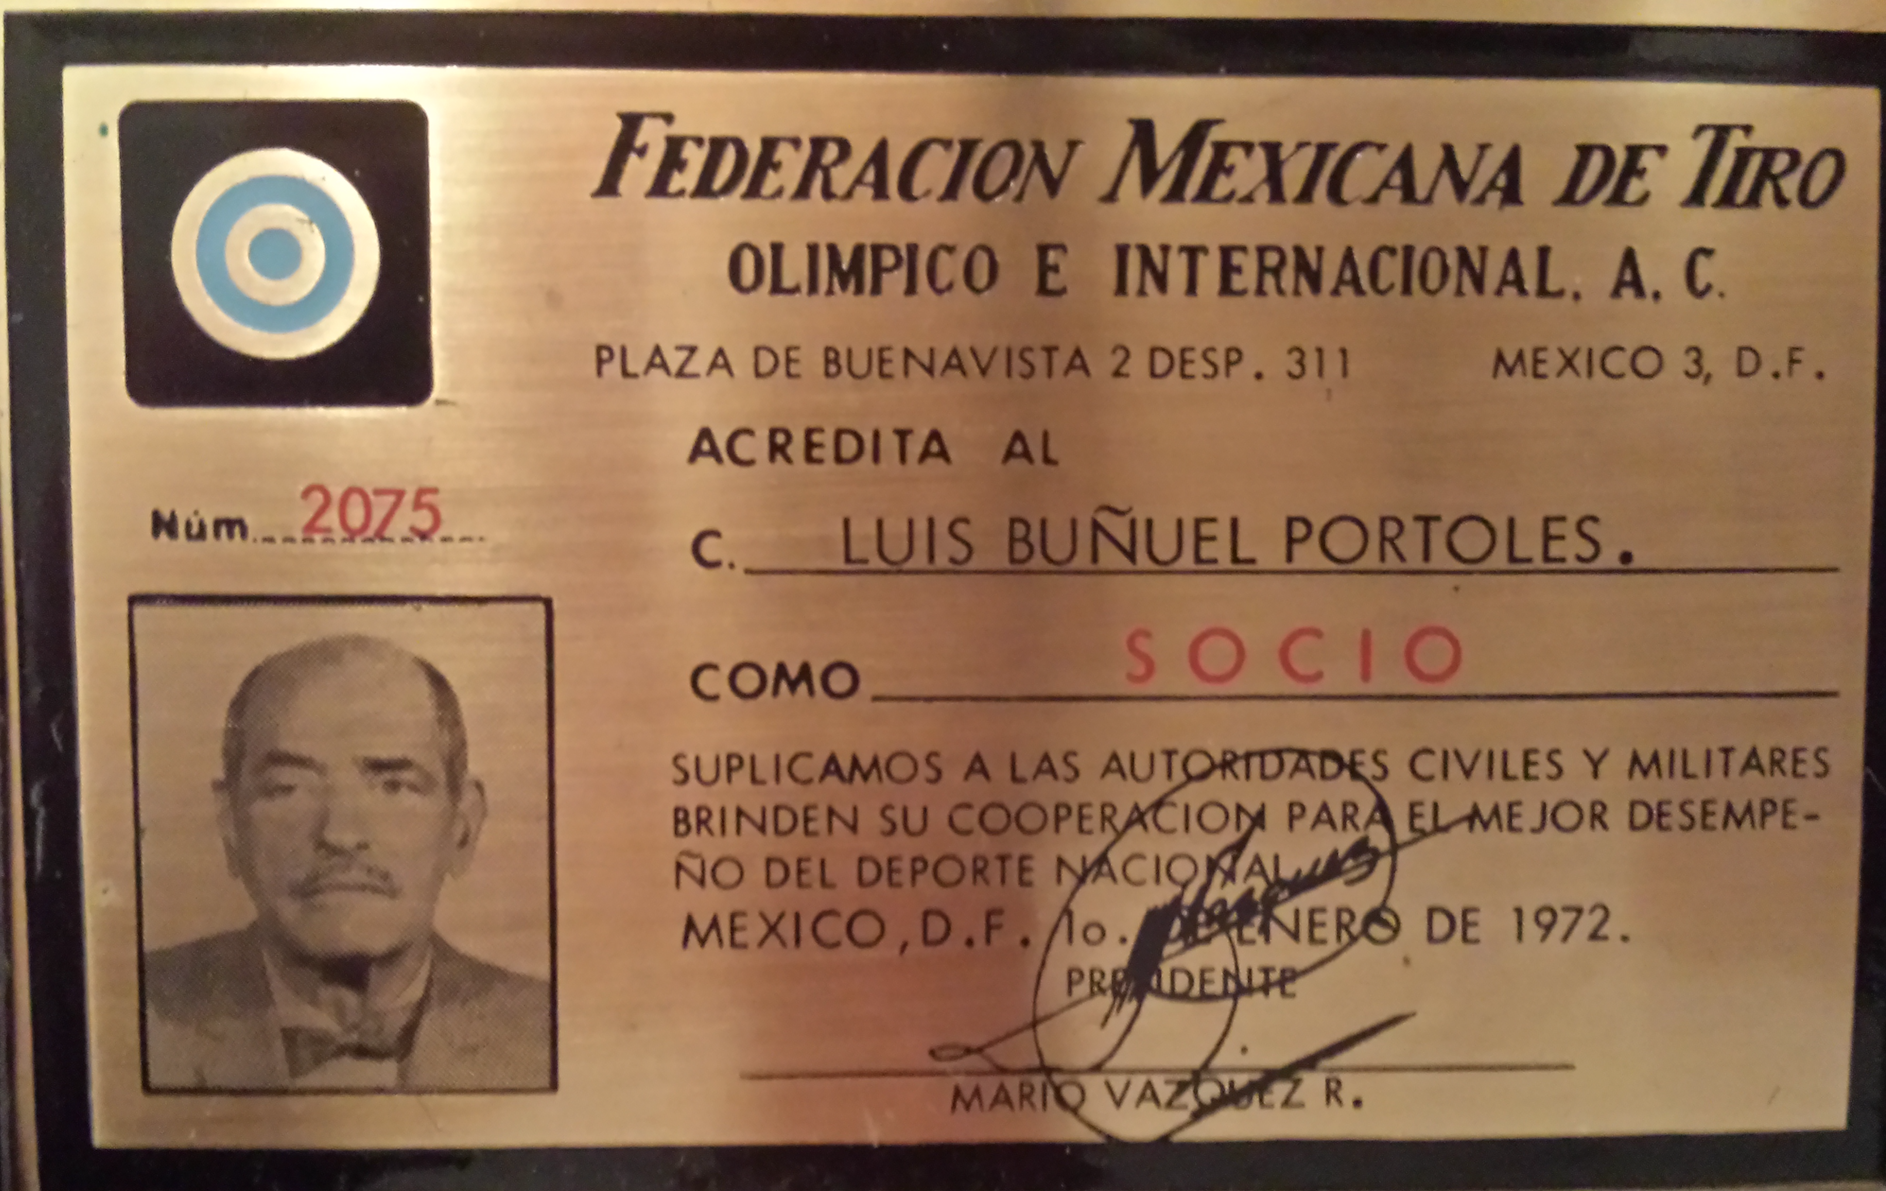 FEDERACION MEXICANA DE TIRO
OLIMPICO E INTERNACIONAL, A. C.
PLAZA DE BUENAVISTA 2 DESP. 311 MEXICO 3, D.F.
ACREDITA AL
Núm. 2075
C. LUIS BUÑUEL PORTOLES.
COMO SOCIO
SUPLICAMOS A LAS AUTORIDADES CIVILES Y MILITARES
BRINDEN SU COOPERACION PARA EL MEJOR DESEMPE-
ÑO DEL DEPORTE NACIONAL
MEXICO, D.F. 1o. DE ENERO DE 1972.
PRESIDENTE
MARIO VAZQUEZ R.